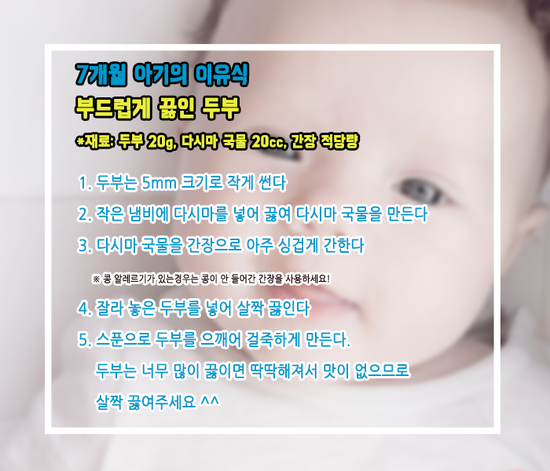 7개월 아기의 이유식
부드럽게 끓인 두부
*재료: 두부 20g, 다시마 국물 20cc, 간장 적당량
1. 두부는 5mm 크기로 작게 썬다
2. 작은 냄비에 다시마를 넣어 끓여 다시마 국물을 만든다
3. 다시마 국물을 간장으로 아주 싱겁게 간한다
※ 콩 알레르기가 있는경우는 콩이 안 들어간 간장을 사용하세요!
4. 잘라 놓은 두부를 넣어 살짝 끓인다
5. 스푼으로 두부를 으깨어 걸죽하게 만든다.
두부는 너무 많이 끓이면 딱딱해져서 맛이 없으므로
살짝 끓여주세요 ^^